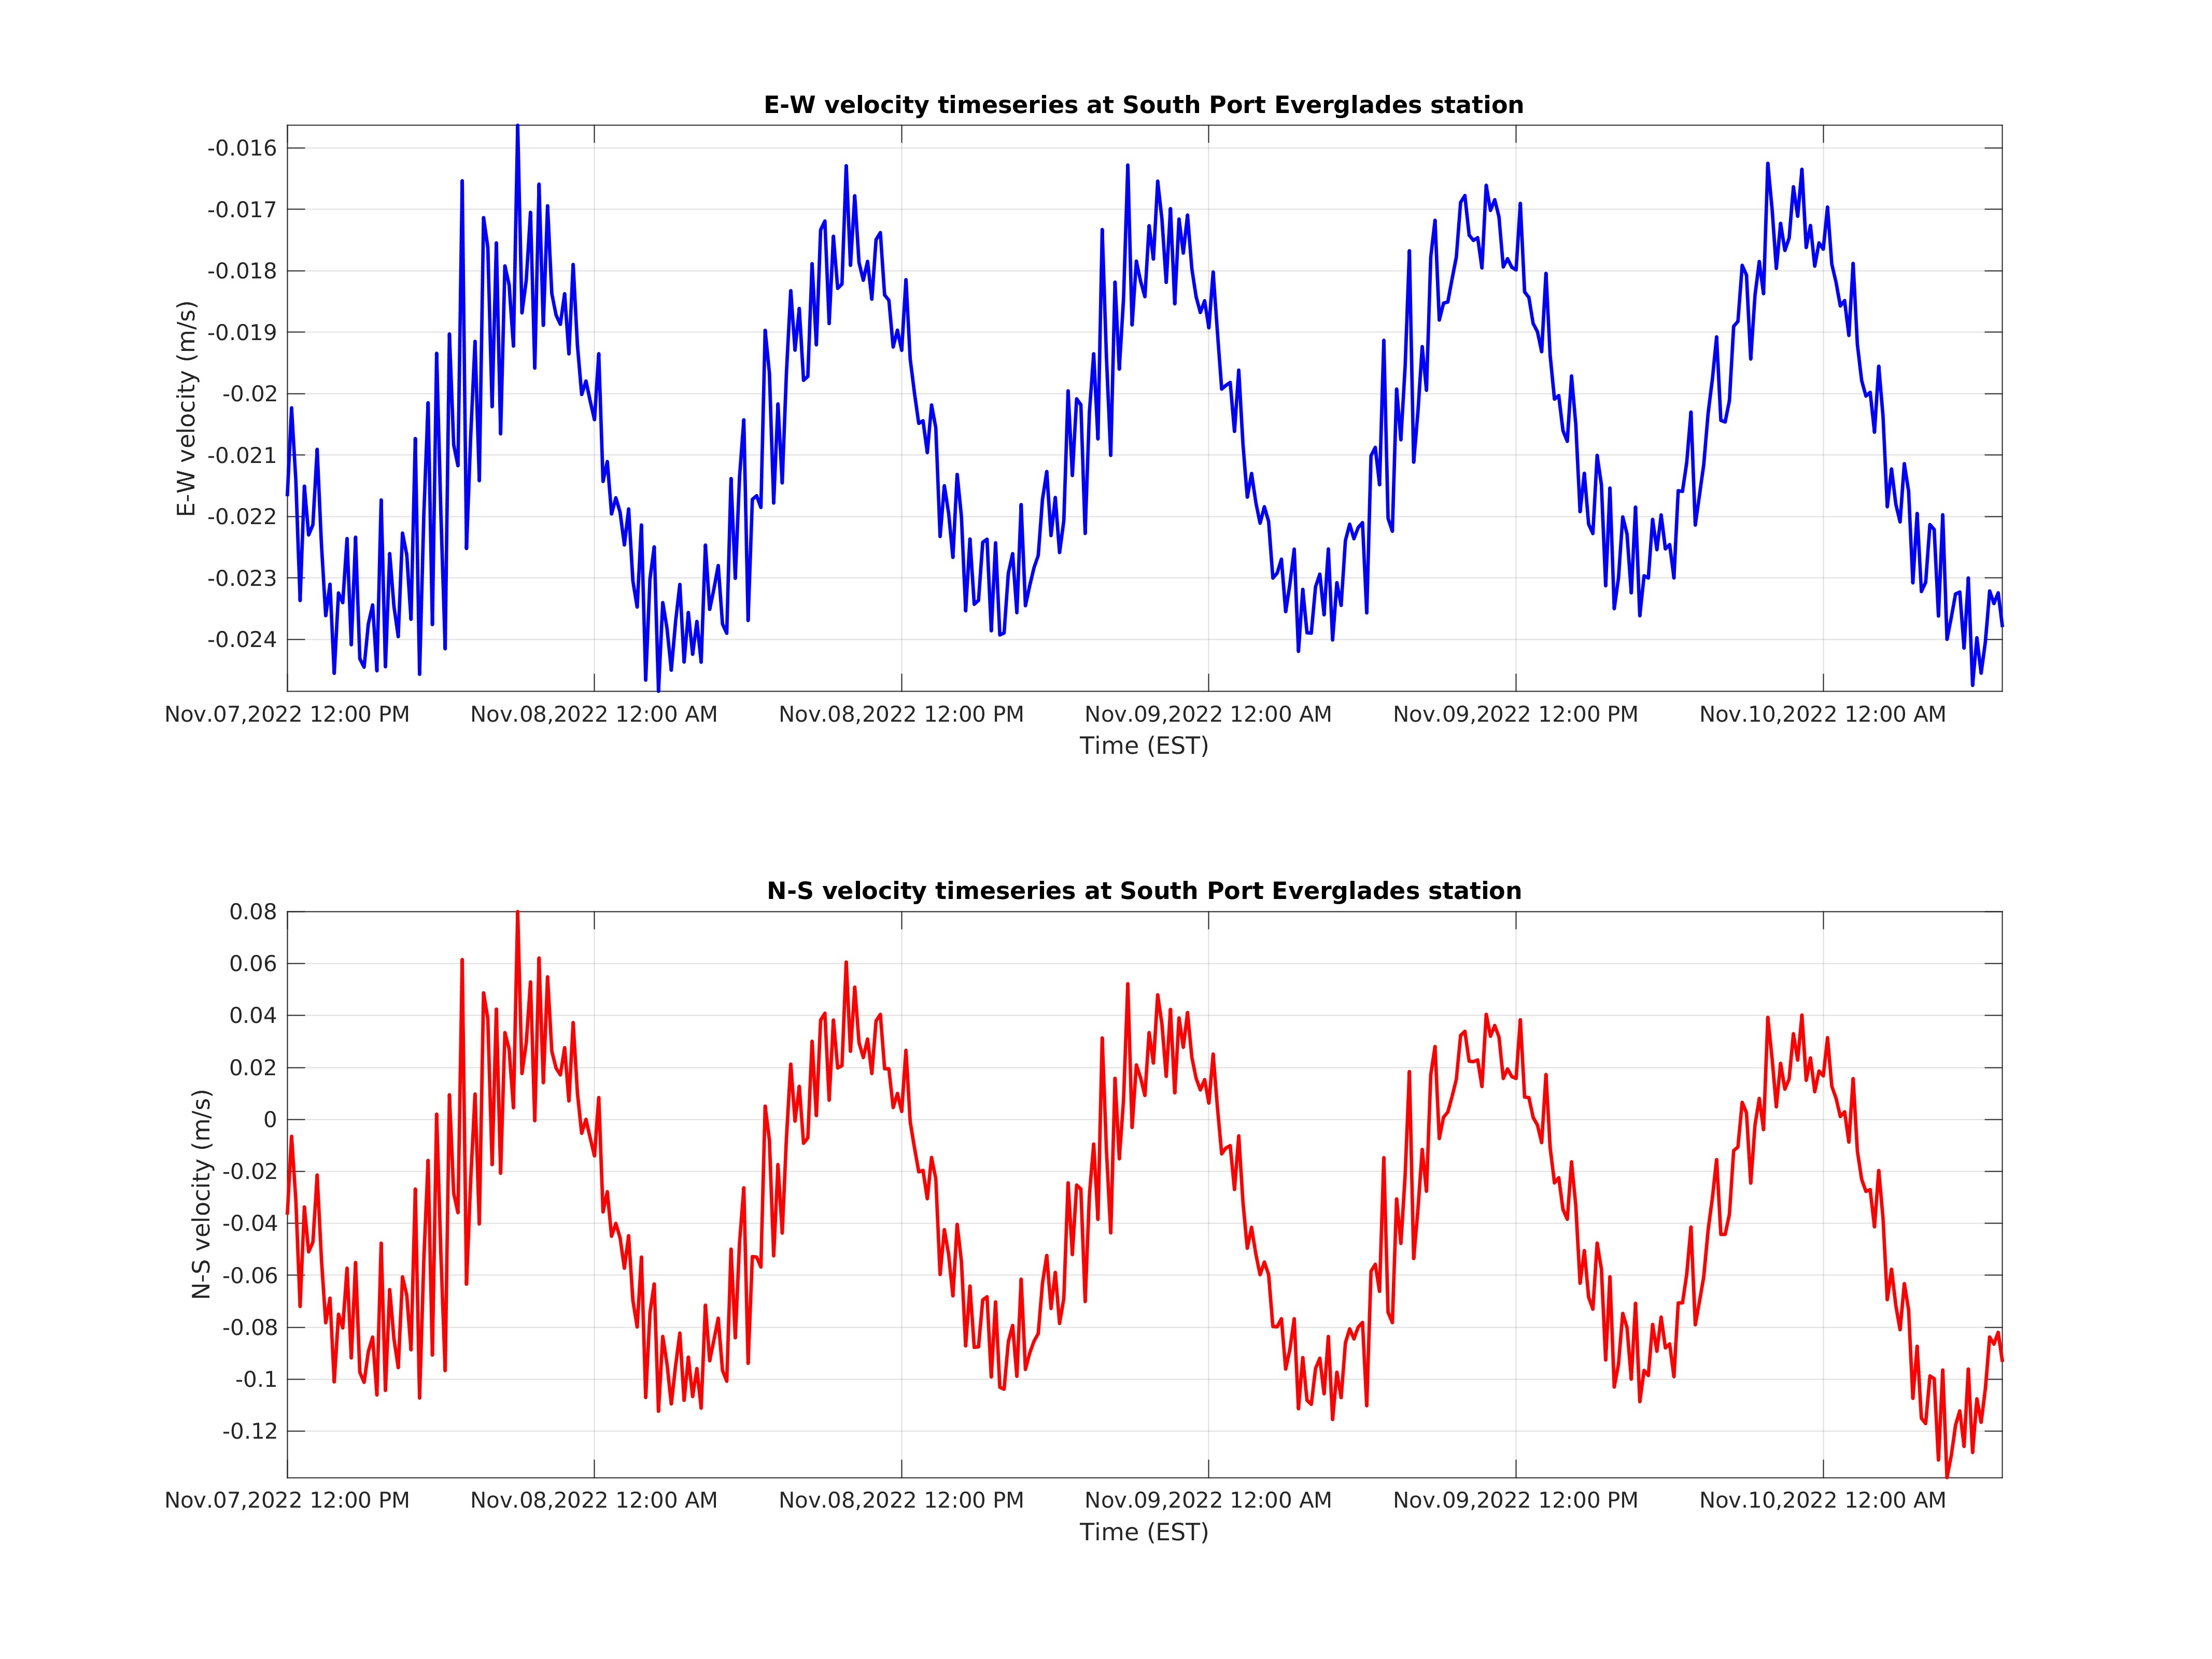 E-W velocity timeseries at South Port Everglades station
-0.016
-0.017
-0.018
-0.019
-0.02
-0.021
-0.022
-0.023
-0.024
E-W velocity (m/s)
Nov.07,2022 12:00 PM Nov.08,2022 12:00 AM Nov.08,2022 12:00 PM Nov.09,2022 12:00 AM Nov.09,2022 12:00 PM Nov.10,2022 12:00 AM
Time (EST)
N-S velocity timeseries at South Port Everglades station
0.08
0.06
0.04
0.02
0
-0.02
-0.04
-0.06
-0.08
-0.1
-0.12
N-S velocity (m/s)
Nov.07,2022 12:00 PM Nov.08,2022 12:00 AM Nov.08,2022 12:00 PM Nov.09,2022 12:00 AM Nov.09,2022 12:00 PM Nov.10,2022 12:00 AM
Time (EST)